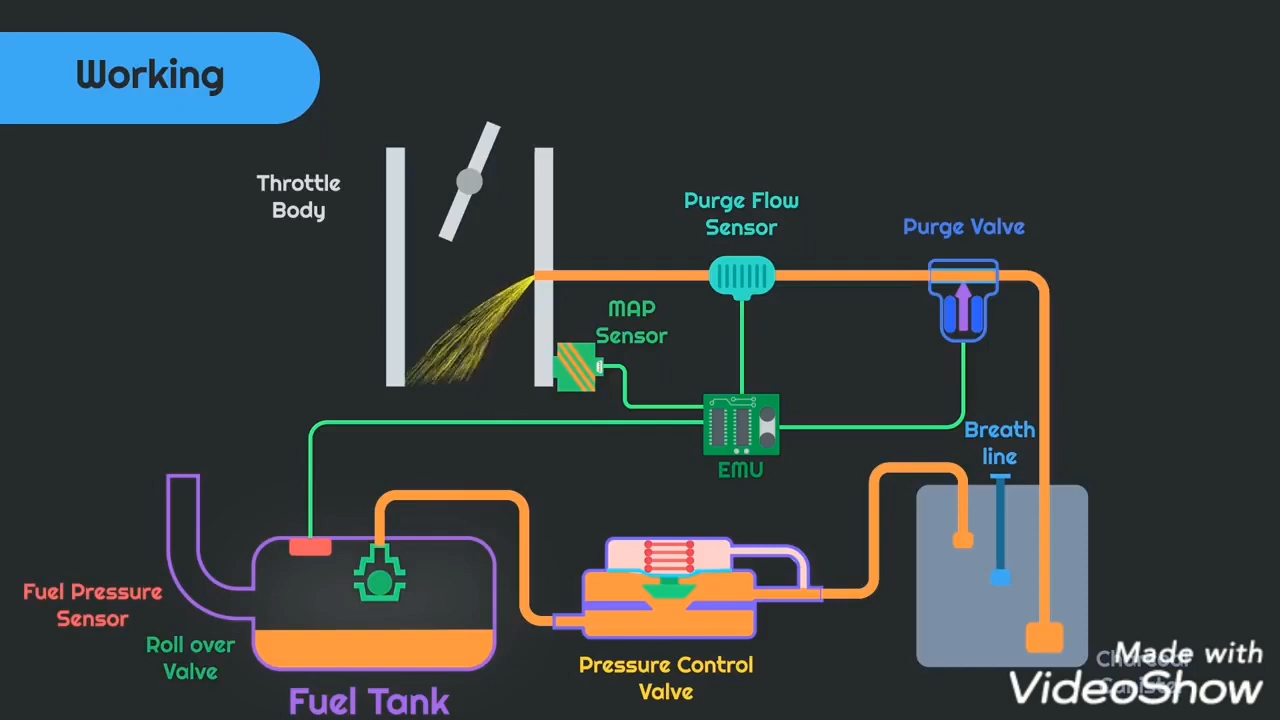 Working
Throttle
Body
Purge Flow
Sensor
Purge Valve
MAP
Sensor
Breath
line
EMU
Fuel Pressure
Sensor
Roll over
Valve
Pressure Control
Valve
Fuel Tank
Made with
VideoShow